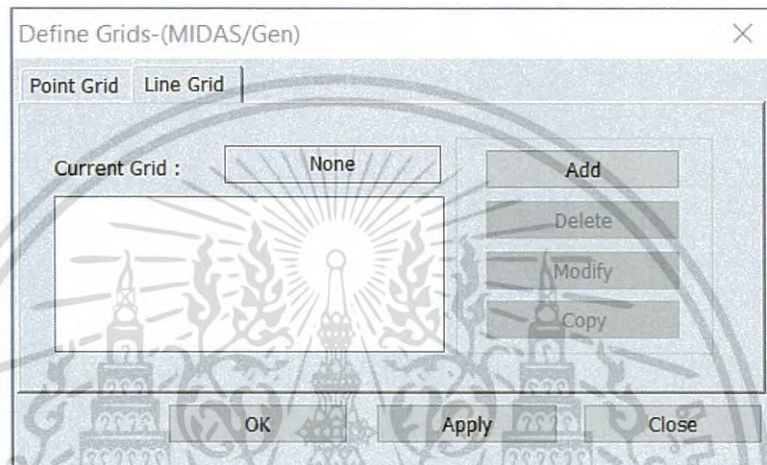 Define Grids-(MIDAS/Gen)
Point Grid Line Grid
Current Grid : None
Add
Delete
Modify
Copy
OK Apply Close